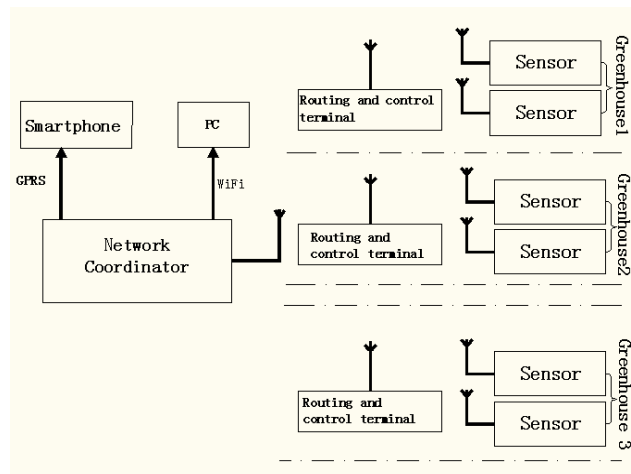 Smartphone
PC
GPRS
WiFi
Network
Coordinator
Routing and control
terminal
Sensor
Sensor
Greenhouse1
Routing and
control terminal
Sensor
Sensor
Greenhouse2
Routing and
control terminal
Sensor
Sensor
Greenhouse 3